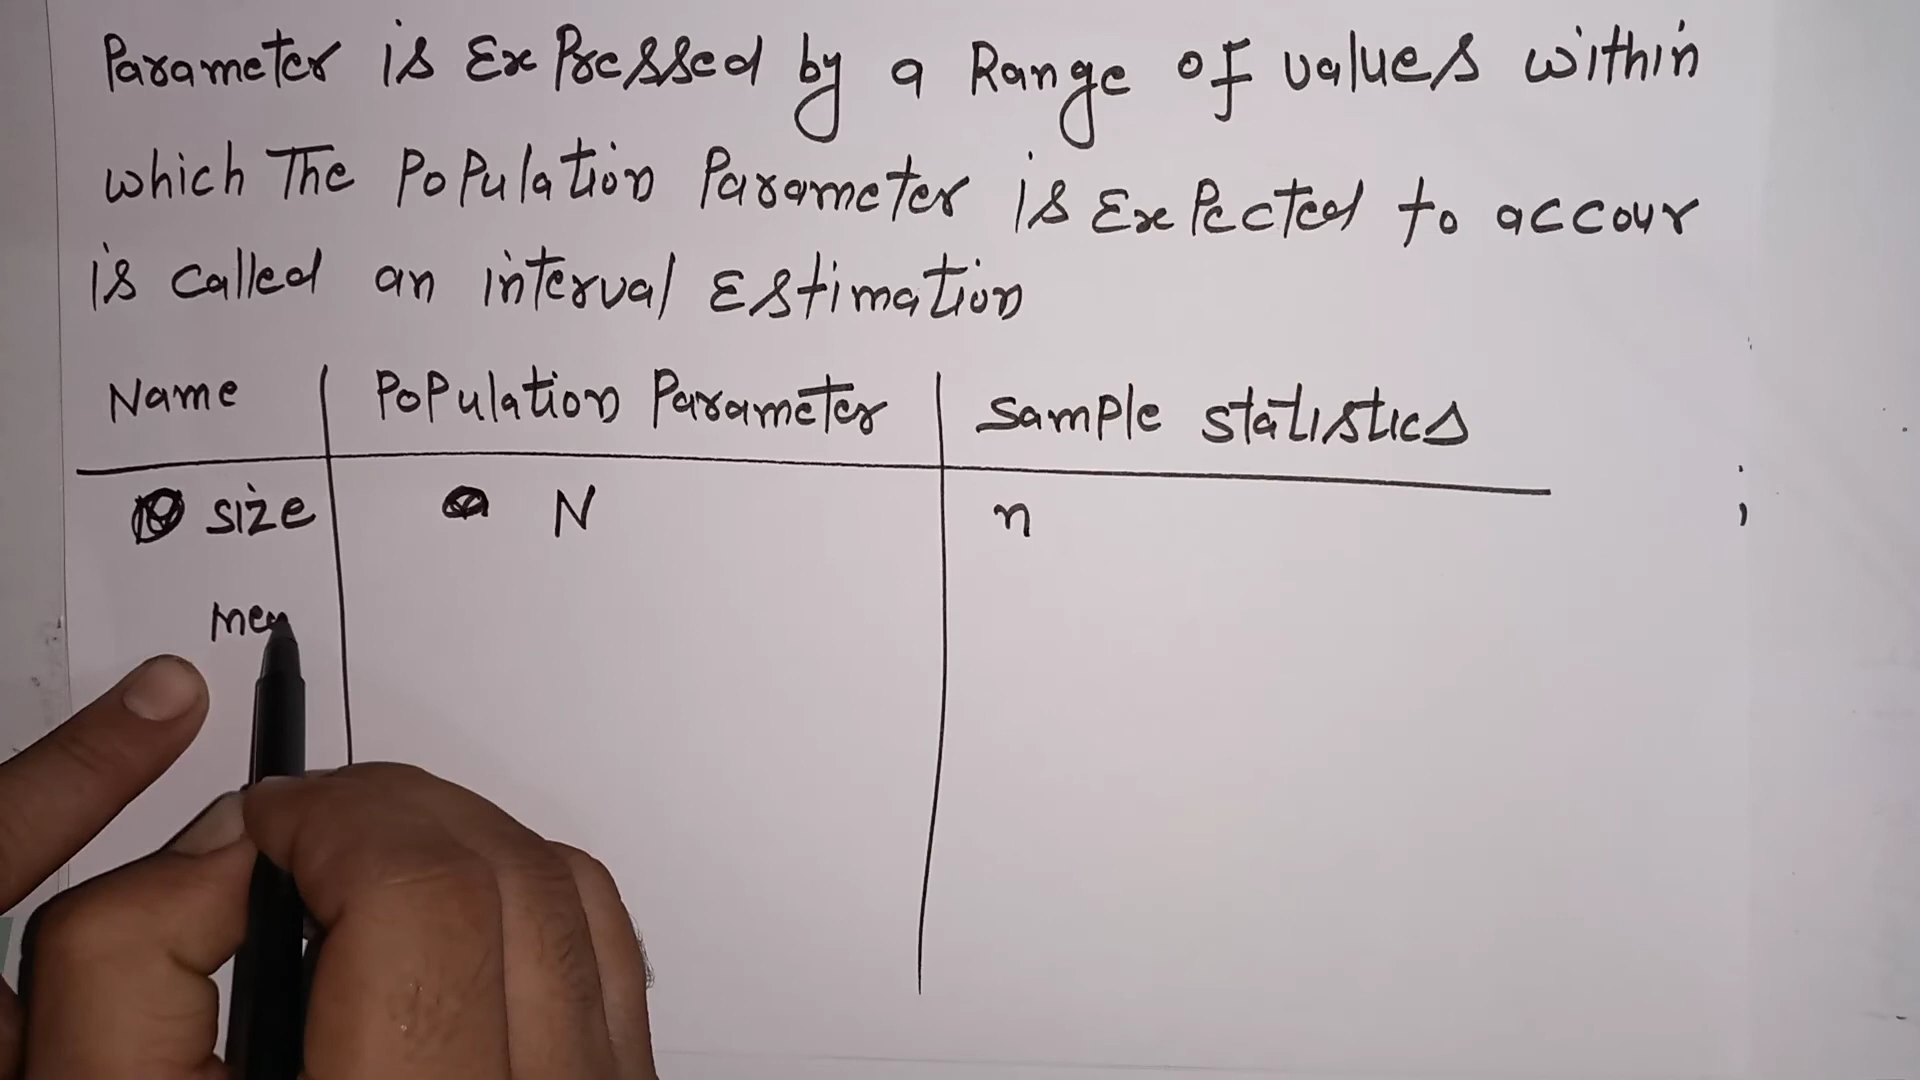 Parameter is Expressed by a Range of values within
which The Population Parameter is Expected to accour
is called an interval Estimation
Name Population Parameter Sample statistics
size N n
mea